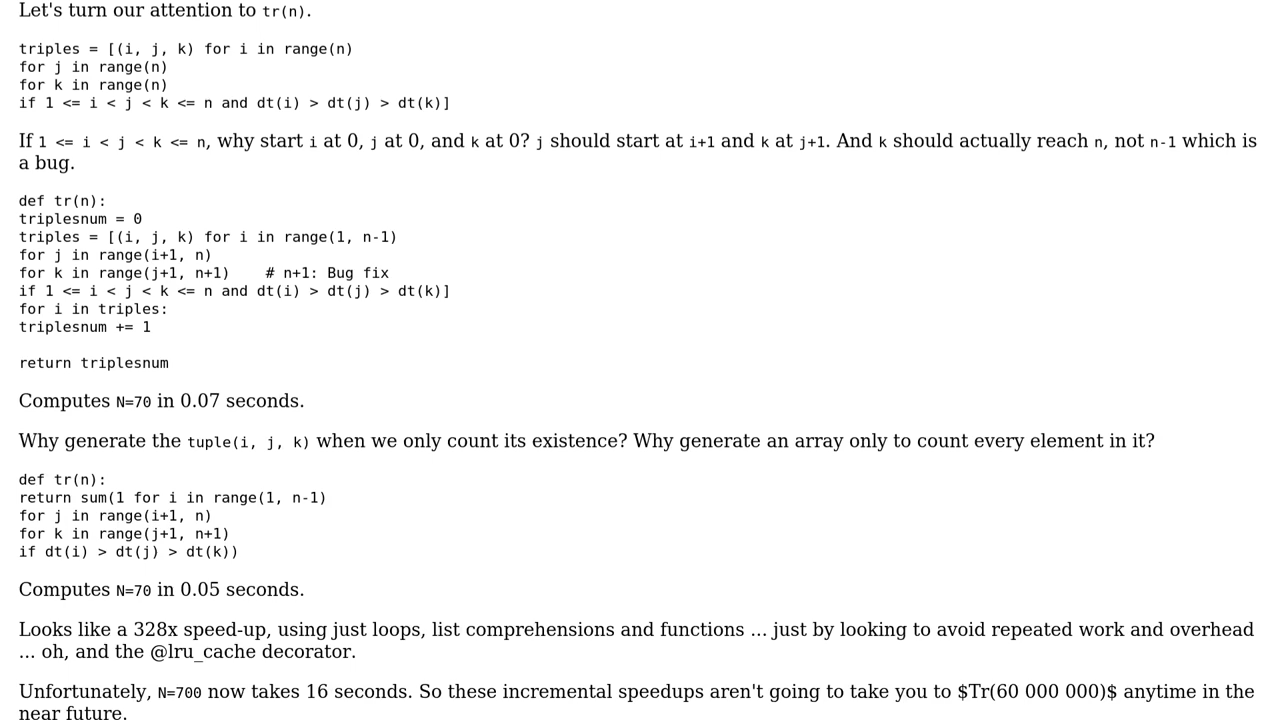 Let's turn our attention to tr(n).
triples = [(i, j, k) for i in range(n)
for j in range(n)
for k in range(n)
if 1 <= i < j < k <= n and dt(i) > dt(j) > dt(k)]
If 1 <= i < j < k <= n, why start i at 0, j at 0, and k at 0? j should start at i+1 and k at j+1. And k should actually reach n, not n-1 which is
a bug.
def tr(n):
triplesnum = 0
triples = [(i, j, k) for i in range(1, n-1)
for j in range(i+1, n)
for k in range(j+1, n+1)    # n+1: Bug fix
if 1 <= i < j < k <= n and dt(i) > dt(j) > dt(k)]
for i in triples:
triplesnum += 1
return triplesnum
Computes N=70 in 0.07 seconds.
Why generate the tuple(i, j, k) when we only count its existence? Why generate an array only to count every element in it?
def tr(n):
return sum(1 for i in range(1, n-1)
for j in range(i+1, n)
for k in range(j+1, n+1)
if dt(i) > dt(j) > dt(k))
Computes N=70 in 0.05 seconds.
Looks like a 328x speed-up, using just loops, list comprehensions and functions ... just by looking to avoid repeated work and overhead
... oh, and the @lru_cache decorator.
Unfortunately, N=700 now takes 16 seconds. So these incremental speedups aren't going to take you to $Tr(60 000 000)$ anytime in the
near future.